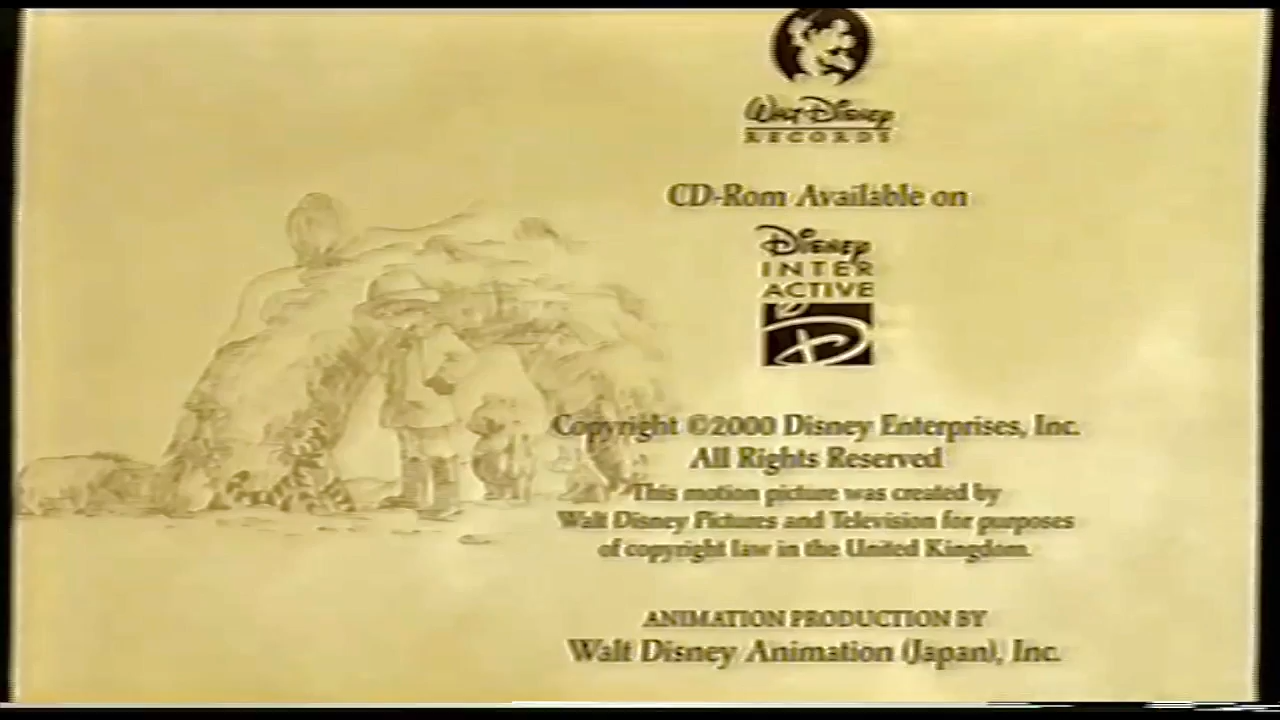 Walt Disney
RECORDS
CD-Rom Available on
Disney
INTER
ACTIVE
D
Copyright ©2000 Disney Enterprises, Inc.
All Rights Reserved
This motion picture was created by
Walt Disney Pictures and Television for purposes
of copyright law in the United Kingdom.
ANIMATION PRODUCTION BY
Walt Disney Animation (Japan), Inc.